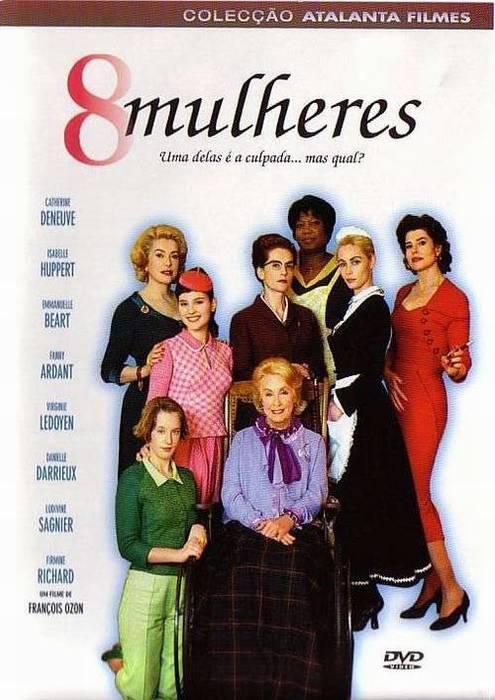 COLECÇÃO ATALANTA FILMES
8 mulheres
Uma delas é a culpada... mas qual?
CATHERINE
DENEUVE
ISABELLE
HUPPERT
EMMANUELLE
BEART
FANNY
ARDANT
VIRGINIE
LEDOYEN
DANIELLE
DARRIEUX
LUDIVINE
SAGNIER
FIRMINE
RICHARD
UM FILME DE
FRANÇOIS OZON
DVD
VIDEO